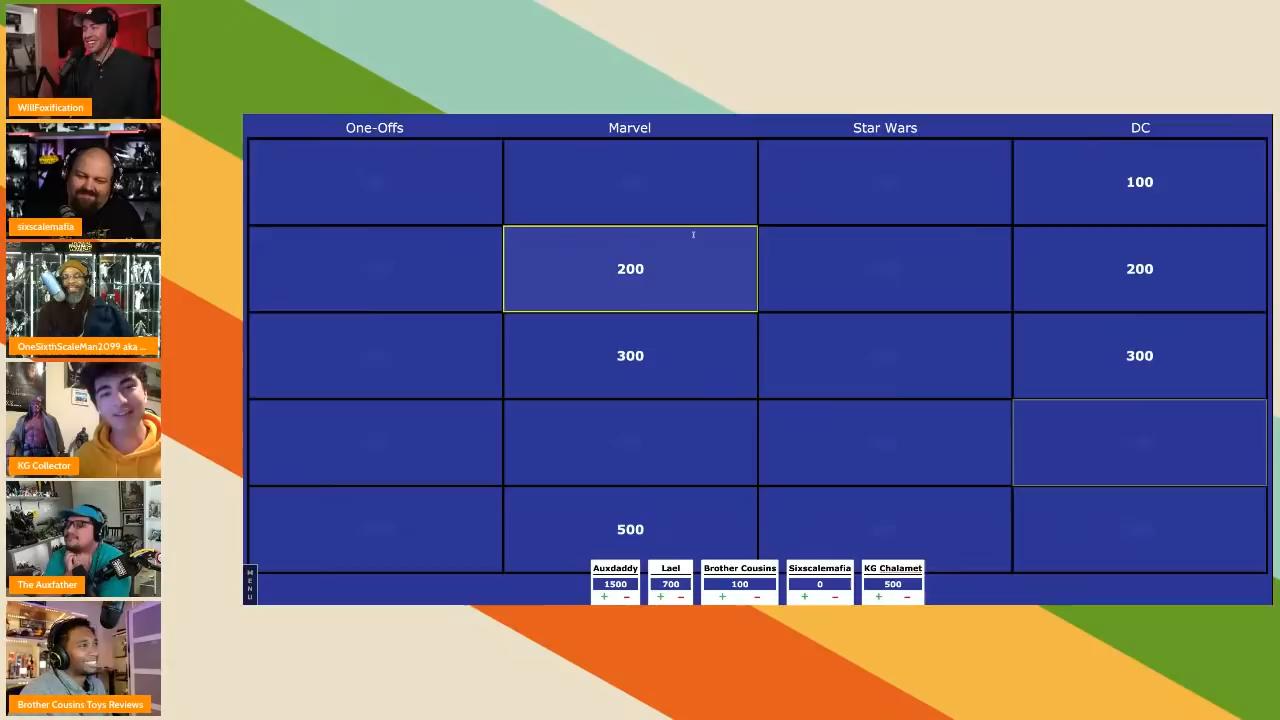 WillFoxification
sixscalemafia
OneSixthScaleMan2099 aka ...
KG Collector
The Auxfather
Brother Cousins Toys Reviews
One-Offs Marvel Star Wars DC
100
200 200
300 300
500
MENU
Auxdaddy Lael Brother Cousins Sixscalemafia KG Chalamet
1500 700 100 0 500
+ − + − + − + − + −